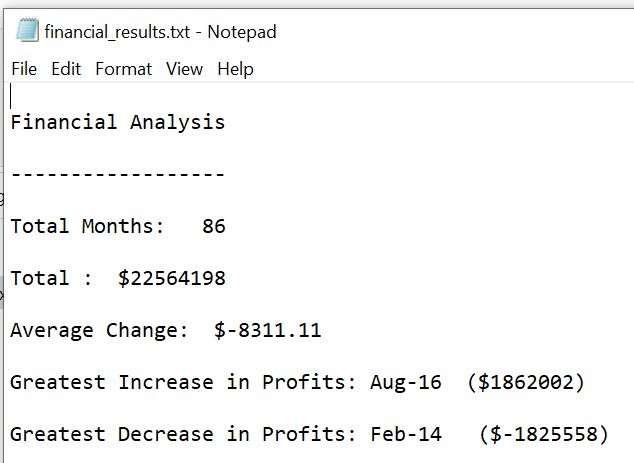 financial_results.txt - Notepad
File Edit Format View Help
Financial Analysis
------------------
Total Months:   86
Total :  $22564198
Average Change:  $-8311.11
Greatest Increase in Profits: Aug-16  ($1862002)
Greatest Decrease in Profits: Feb-14   ($-1825558)